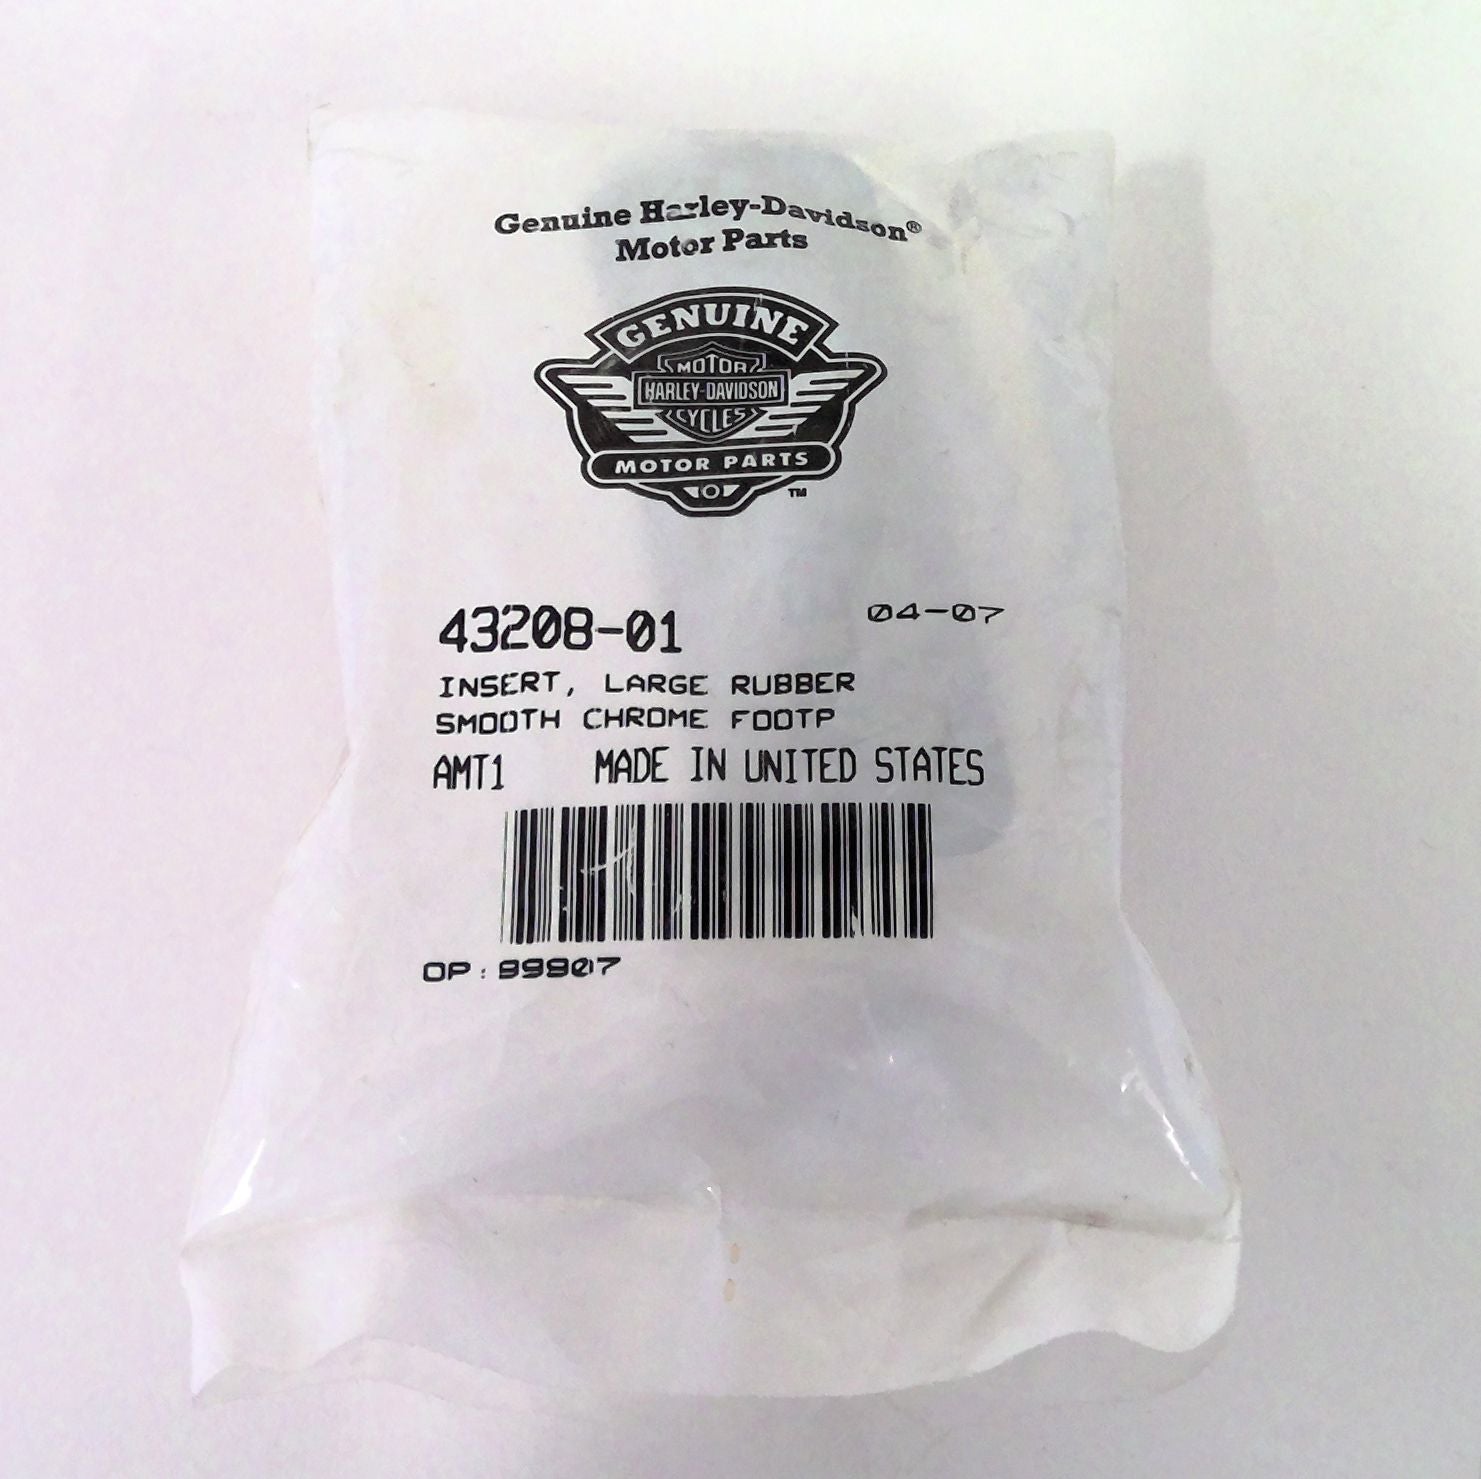 Genuine Harley-Davidson®
Motor Parts
GENUINE
MOTOR
HARLEY-DAVIDSON
CYCLES
MOTOR PARTS
TM
43208-01
04-07
INSERT, LARGE RUBBER
SMOOTH CHROME FOOTP
AMT1 MADE IN UNITED STATES
OP: 99907